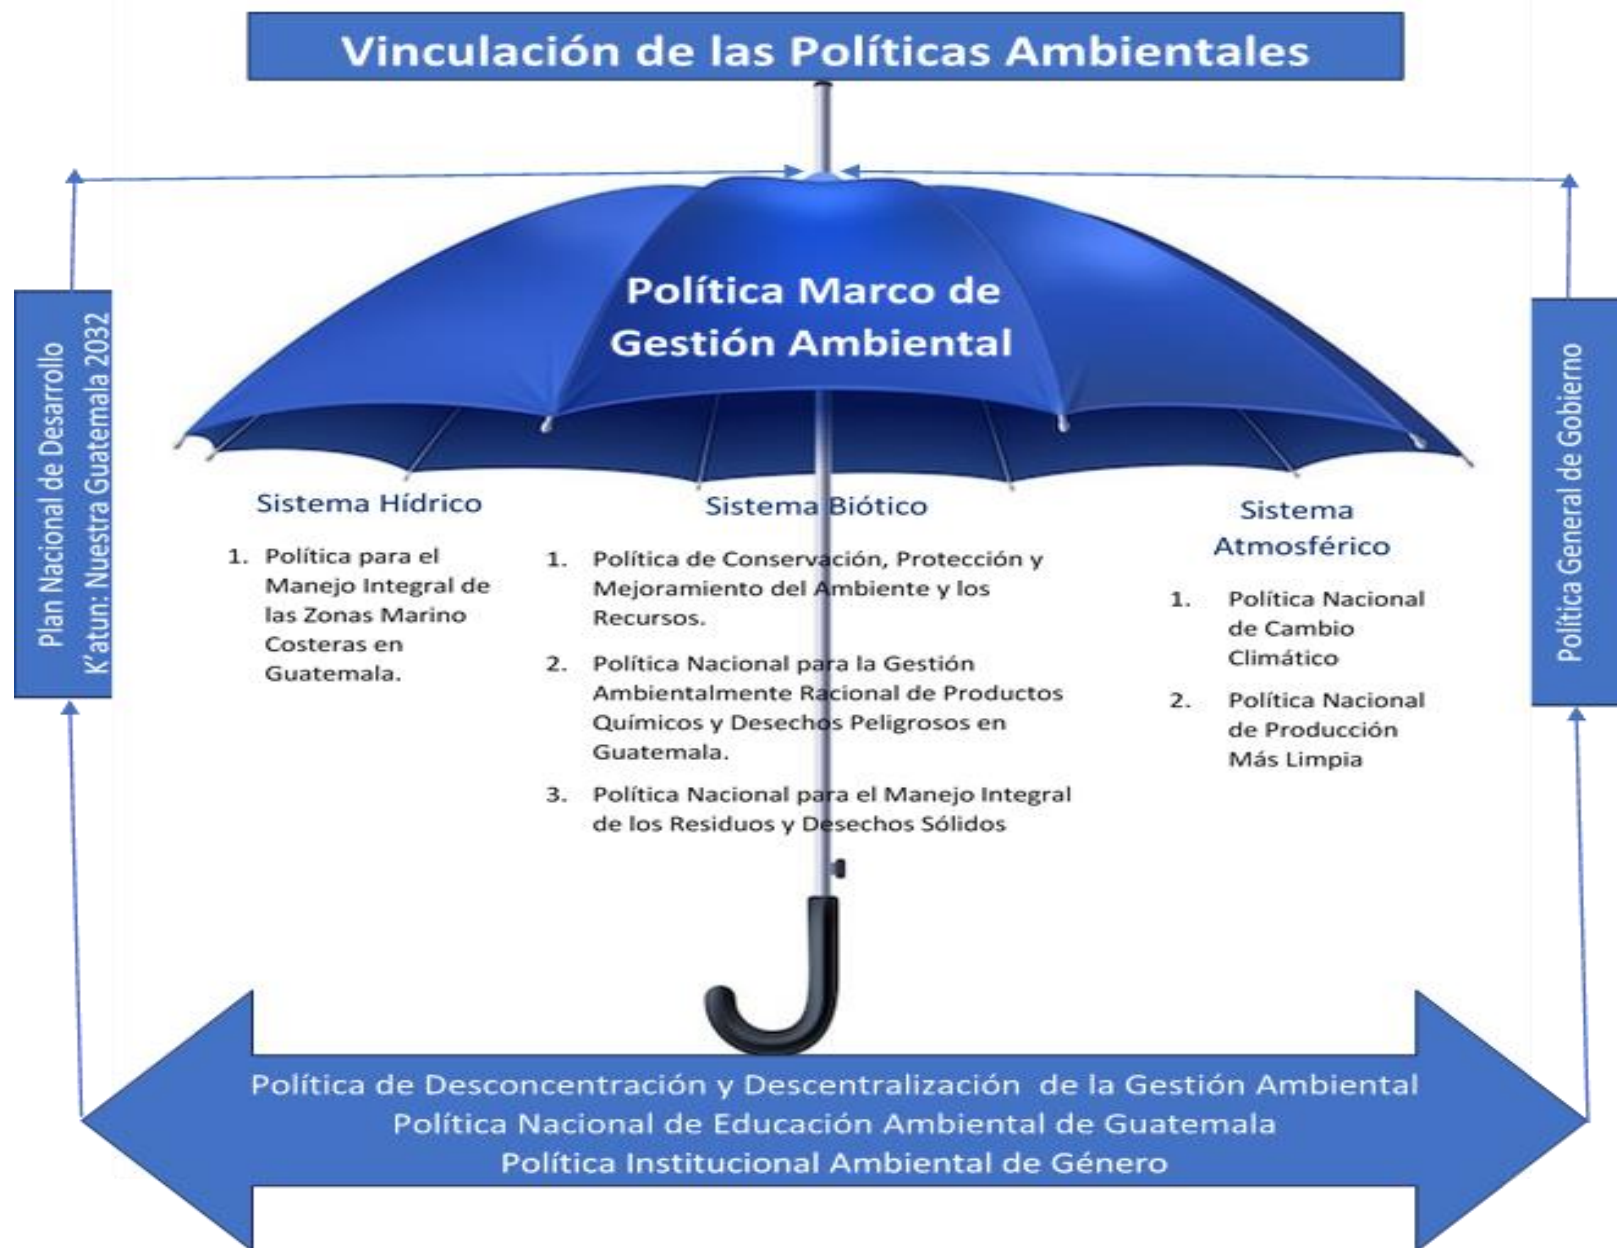 Vinculación de las Políticas Ambientales
Política Marco de
Gestión Ambiental
Plan Nacional de Desarrollo
K'atun: Nuestra Guatemala 2032
Sistema Hídrico
1. Política para el
Manejo Integral de
las Zonas Marino
Costeras en
Guatemala.
Sistema Biótico
1. Política de Conservación, Protección y
Mejoramiento del Ambiente y los
Recursos.
2. Política Nacional para la Gestión
Ambientalmente Racional de Productos
Químicos y Desechos Peligrosos en
Guatemala.
3. Política Nacional para el Manejo Integral
de los Residuos y Desechos Sólidos
Sistema
Atmosférico
1. Política Nacional
de Cambio
Climático
2. Política Nacional
de Producción
Más Limpia
Política General de Gobierno
Política de Desconcentración y Descentralización de la Gestión Ambiental
Política Nacional de Educación Ambiental de Guatemala
Política Institucional Ambiental de Género